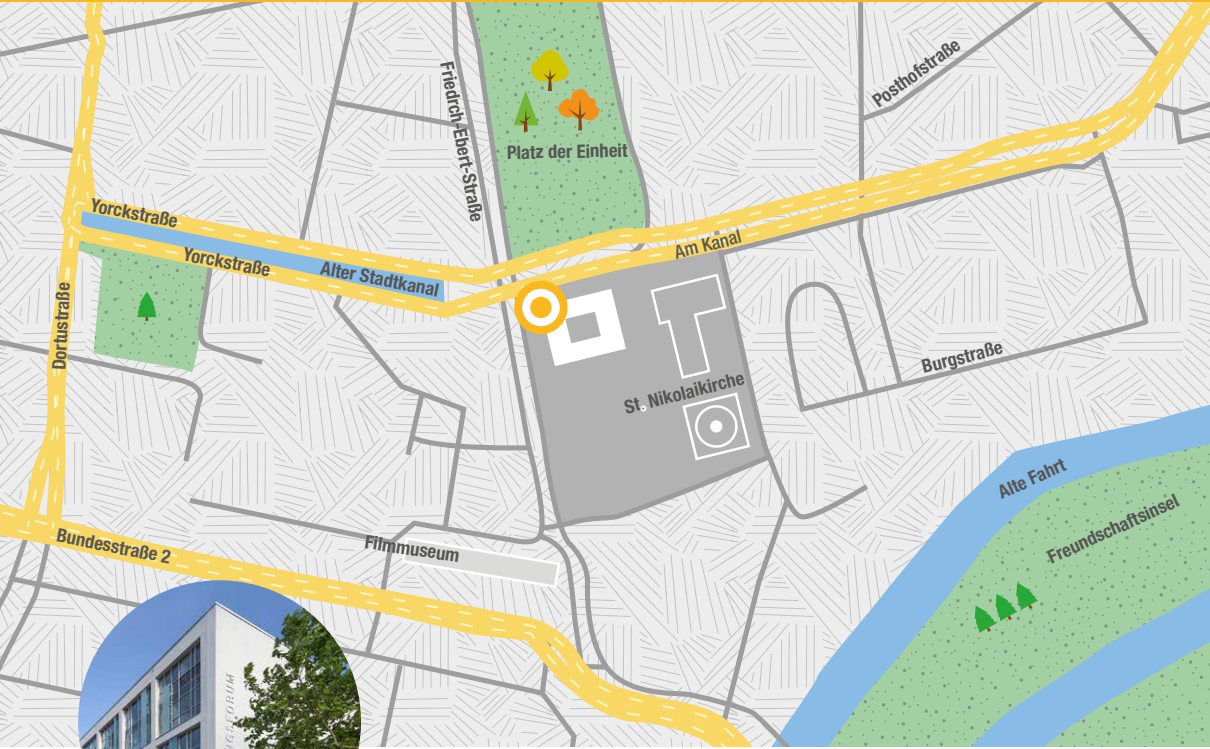 Posthofstraße
Friedrch-Ebert-Straße
Platz der Einheit
Yorckstraße
Yorckstraße
Alter Stadtkanal
Am Kanal
Dortustraße
Burgstraße
St. Nikolaikirche
Alte Fahrt
Freundschaftsinsel
Filmmuseum
Bundesstraße 2